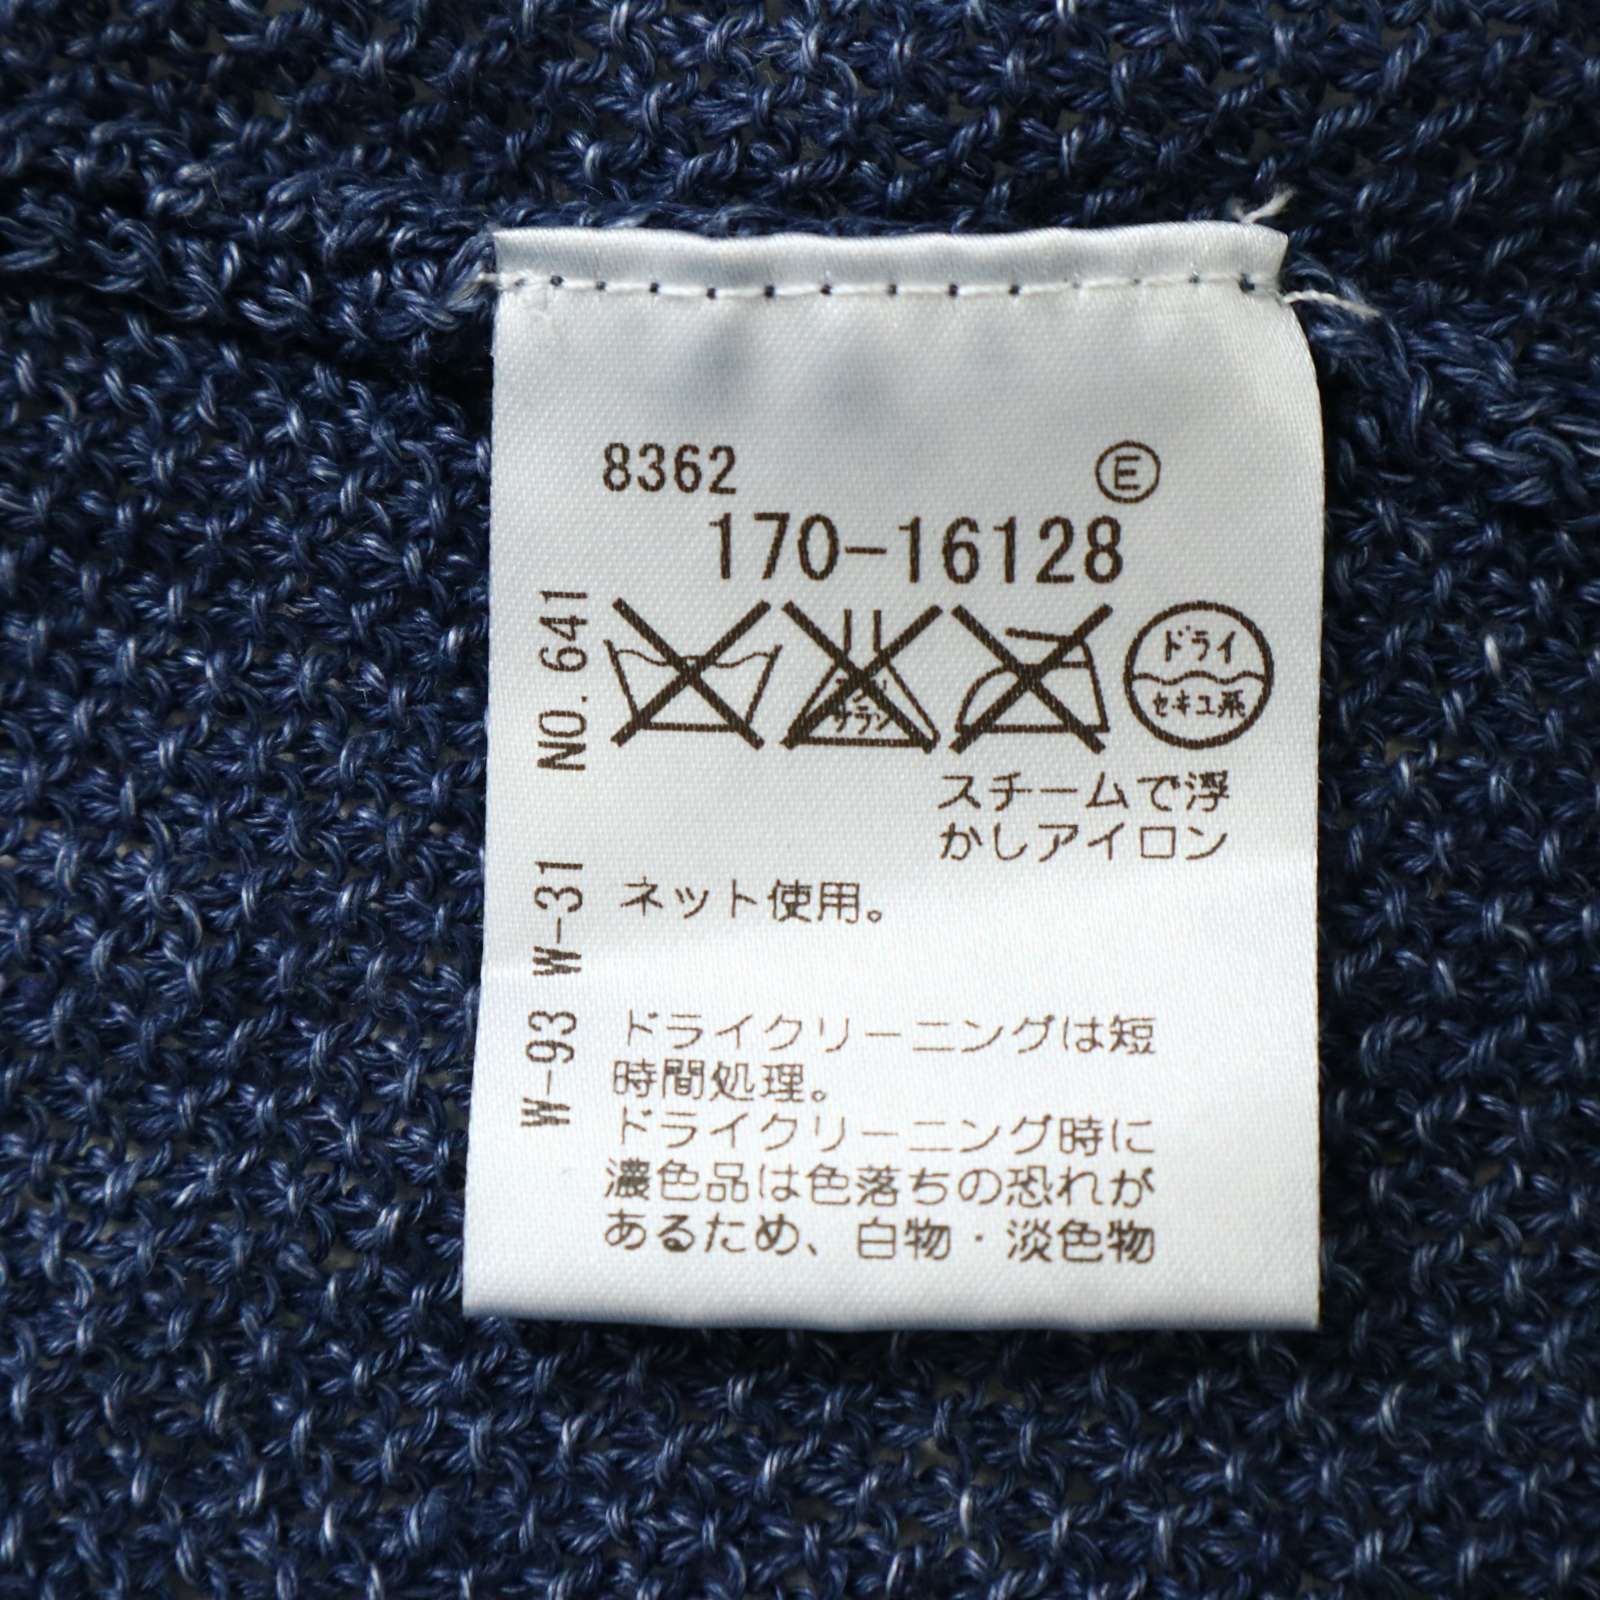 8362 Ⓔ
170-16128
ドライ
サラシ
セキユ系
スチームで浮
かしアイロン
ネット使用。
ドライクリーニングは短
時間処理。
ドライクリーニング時に
濃色品は色落ちの恐れが
あるため、白物・淡色物
W-93 W-31 NO.641